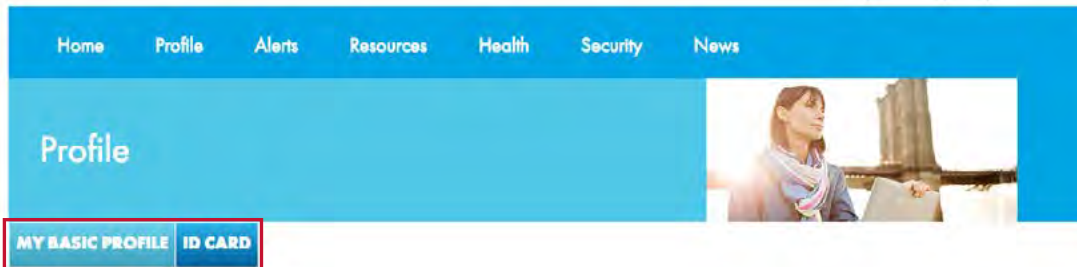 Home Profile Alerts Resources Health Security News
Profile
MY BASIC PROFILE ID CARD